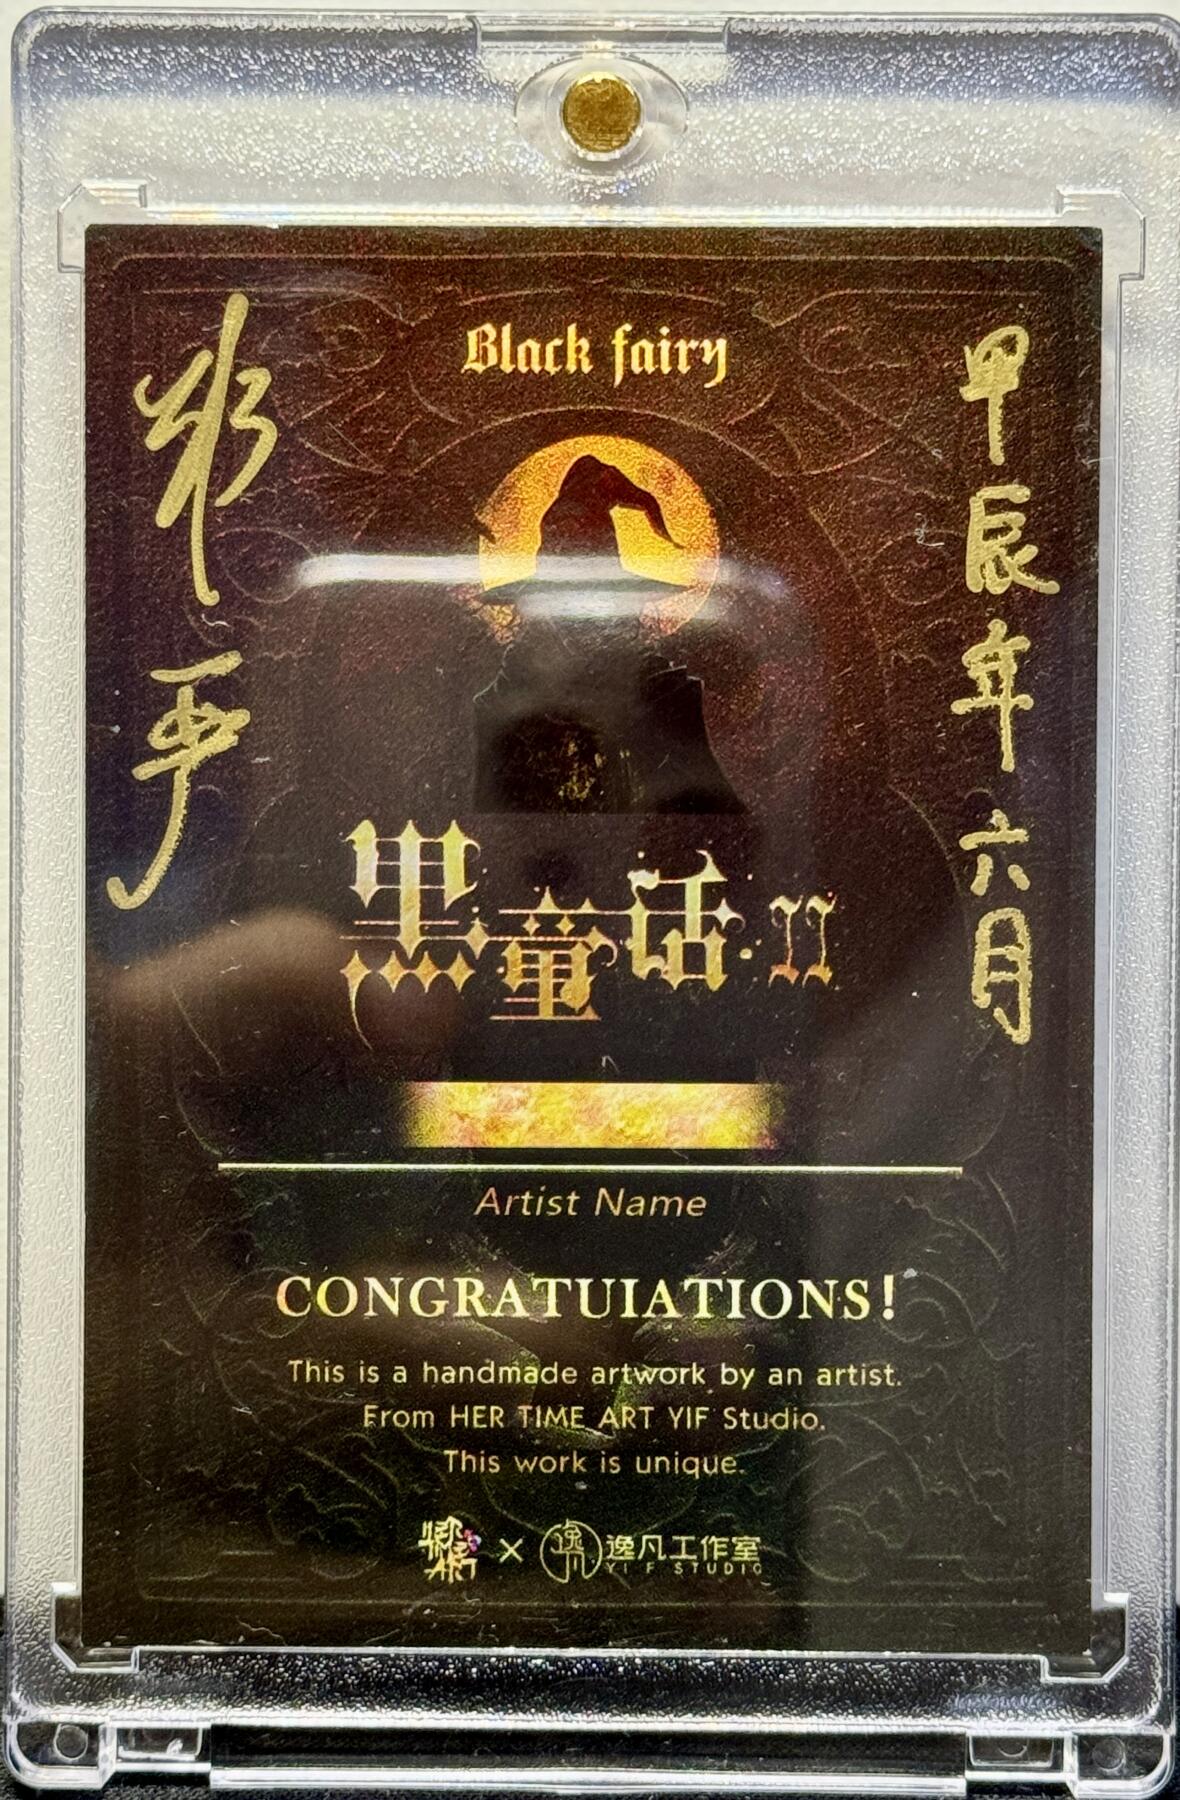 Black fairy
甲辰年六月
黑童话·II
Artist Name
CONGRATUIATIONS!
This is a handmade artwork by an artist.
From HER TIME ART YIF Studio.
This work is unique.
× 逸凡工作室
YI F STUDIO